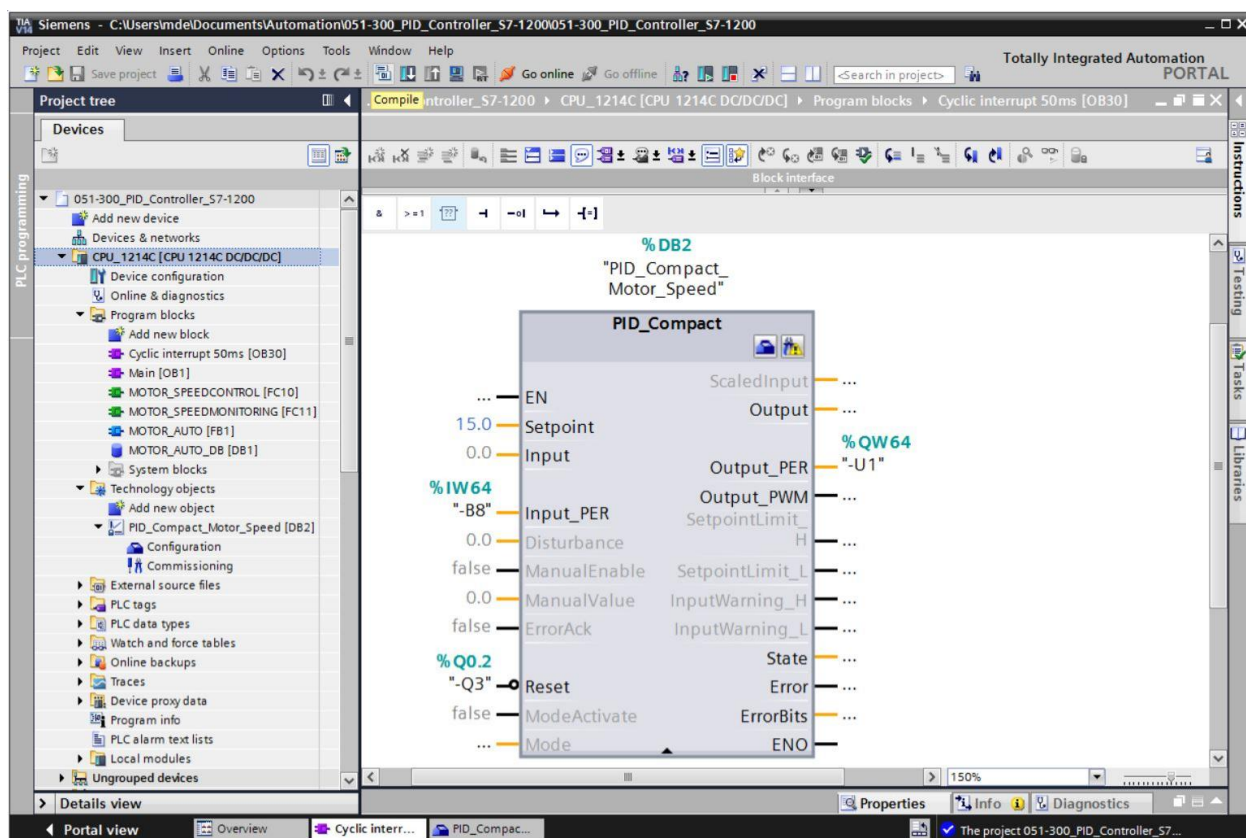 Siemens - C:\Users\mde\Documents\Automation\051-300_PID_Controller_S7-1200\051-300_PID_Controller_S7-1200
Project Edit View Insert Online Options Tools Window Help
Save project
Go online Go offline
<Search in project>
Totally Integrated Automation
PORTAL
Project tree
Compile
ntroller_S7-1200 CPU_1214C [CPU 1214C DC/DC/DC] Program blocks Cyclic interrupt 50ms [OB30]
Devices
PLC programming
051-300_PID_Controller_S7-1200
Add new device
Devices & networks
CPU_1214C [CPU 1214C DC/DC/DC]
Device configuration
Online & diagnostics
Program blocks
Add new block
Cyclic interrupt 50ms [OB30]
Main [OB1]
MOTOR_SPEEDCONTROL [FC10]
MOTOR_SPEEDMONITORING [FC11]
MOTOR_AUTO [FB1]
MOTOR_AUTO_DB [DB1]
System blocks
Technology objects
Add new object
PID_Compact_Motor_Speed [DB2]
Configuration
Commissioning
External source files
PLC tags
PLC data types
Watch and force tables
Online backups
Traces
Device proxy data
Program info
PLC alarm text lists
Local modules
Ungrouped devices
Details view
Block interface
& >=1 ?? -| -o| -[=]
%DB2
"PID_Compact_
Motor_Speed"
PID_Compact
... EN
15.0 Setpoint
0.0 Input
%IW64
"-B8" Input_PER
0.0 Disturbance
false ManualEnable
0.0 ManualValue
false ErrorAck
%Q0.2
"-Q3" Reset
false ModeActivate
... Mode
ScaledInput ...
Output ...
%QW64
Output_PER "-U1"
Output_PWM ...
SetpointLimit_
H ...
SetpointLimit_L ...
InputWarning_H ...
InputWarning_L ...
State ...
Error ...
ErrorBits ...
ENO
150%
Properties Info Diagnostics
Instructions
Testing
Tasks
Libraries
Portal view Overview Cyclic interr... PID_Compac...
The project 051-300_PID_Controller_S7...